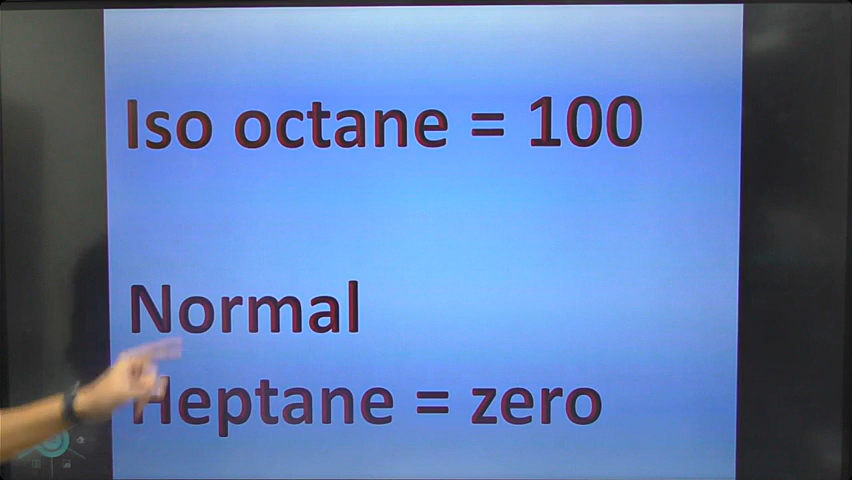 Iso octane = 100
Normal
Heptane = zero